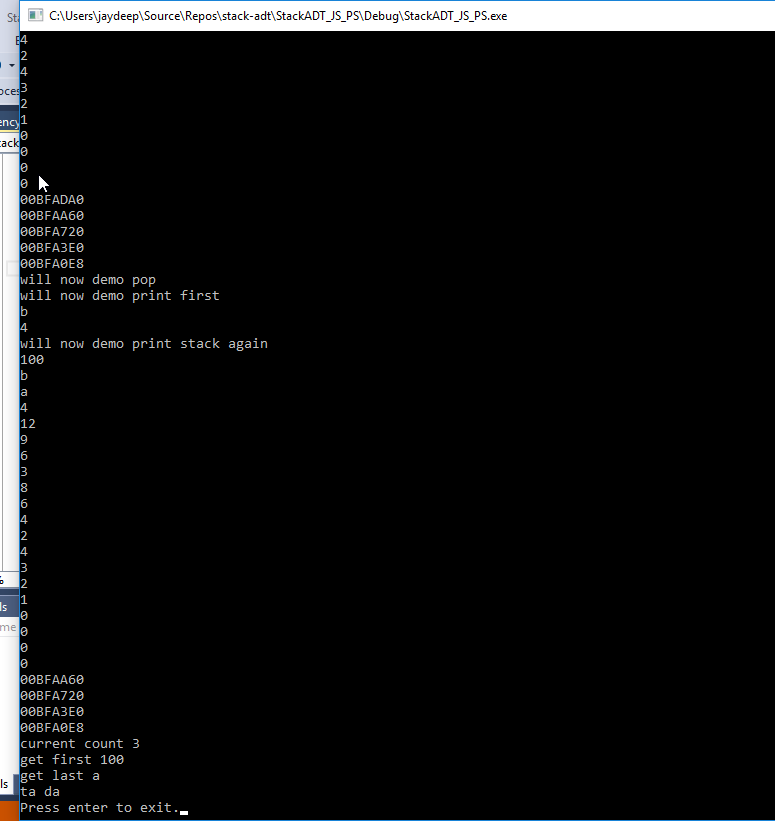 C:\Users\jaydeep\Source\Repos\stack-adt\StackADT_JS_PS\Debug\StackADT_JS_PS.exe
4
2
4
3
2
1
0
0
0
0
00BFADA0
00BFAA60
00BFA720
00BFA3E0
00BFA0E8
will now demo pop
will now demo print first
b
4
will now demo print stack again
100
b
a
4
12
9
6
3
8
6
4
2
4
3
2
1
0
0
0
0
00BFAA60
00BFA720
00BFA3E0
00BFA0E8
current count 3
get first 100
get last a
ta da
Press enter to exit.